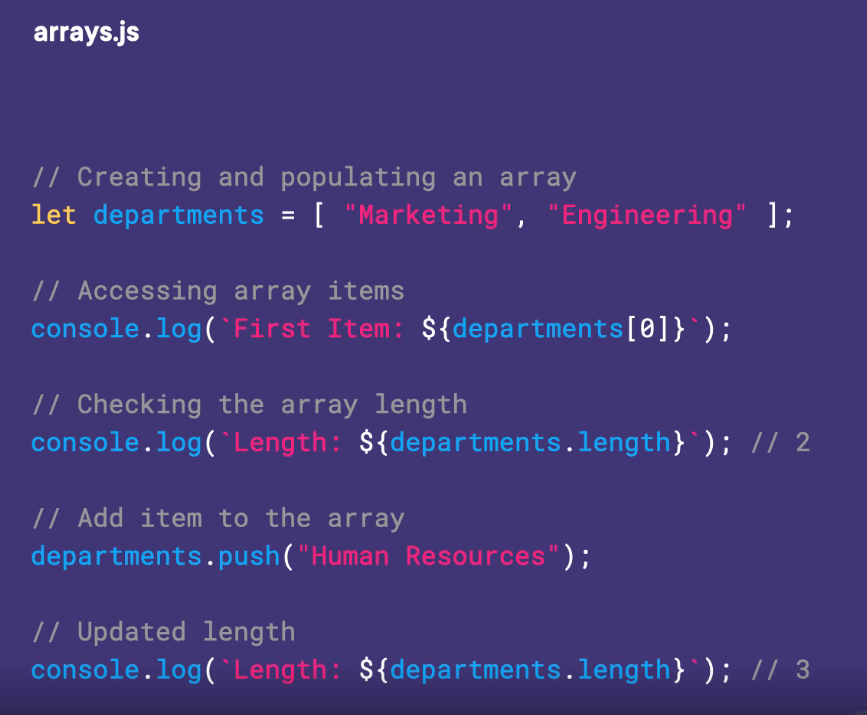 arrays.js
// Creating and populating an array
let departments = [ "Marketing", "Engineering" ];
// Accessing array items
console.log(`First Item: ${departments[0]}`);
// Checking the array length
console.log(`Length: ${departments.length}`); // 2
// Add item to the array
departments.push("Human Resources");
// Updated length
console.log(`Length: ${departments.length}`); // 3